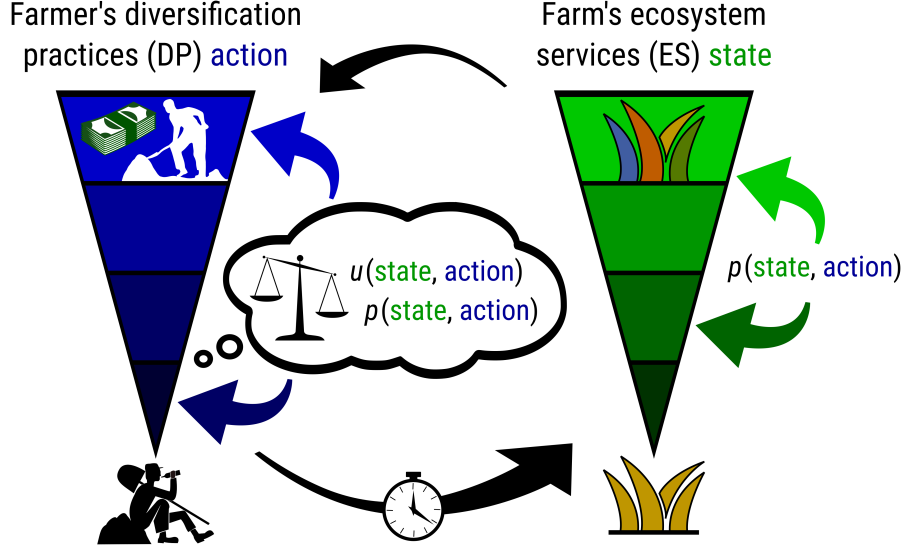 Farmer's diversification
practices (DP) action
Farm's ecosystem
services (ES) state
u(state, action)
p(state, action)
p(state, action)